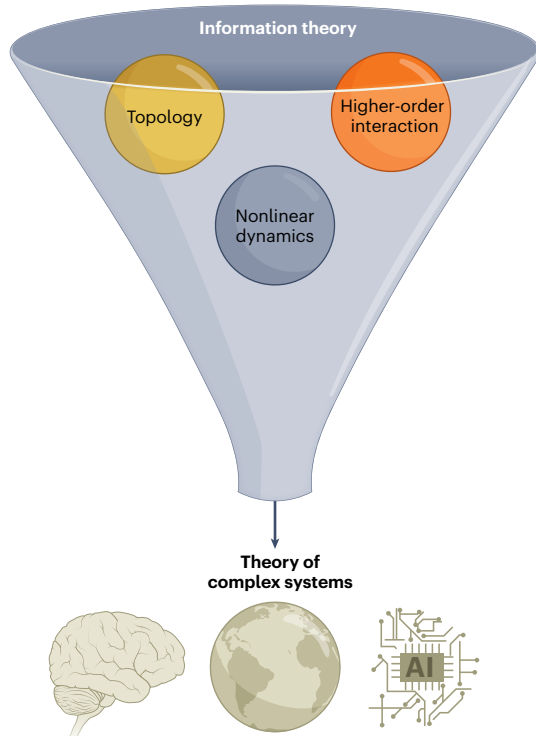 Information theory
Topology
Higher-order
interaction
Nonlinear
dynamics
Theory of
complex systems
AI